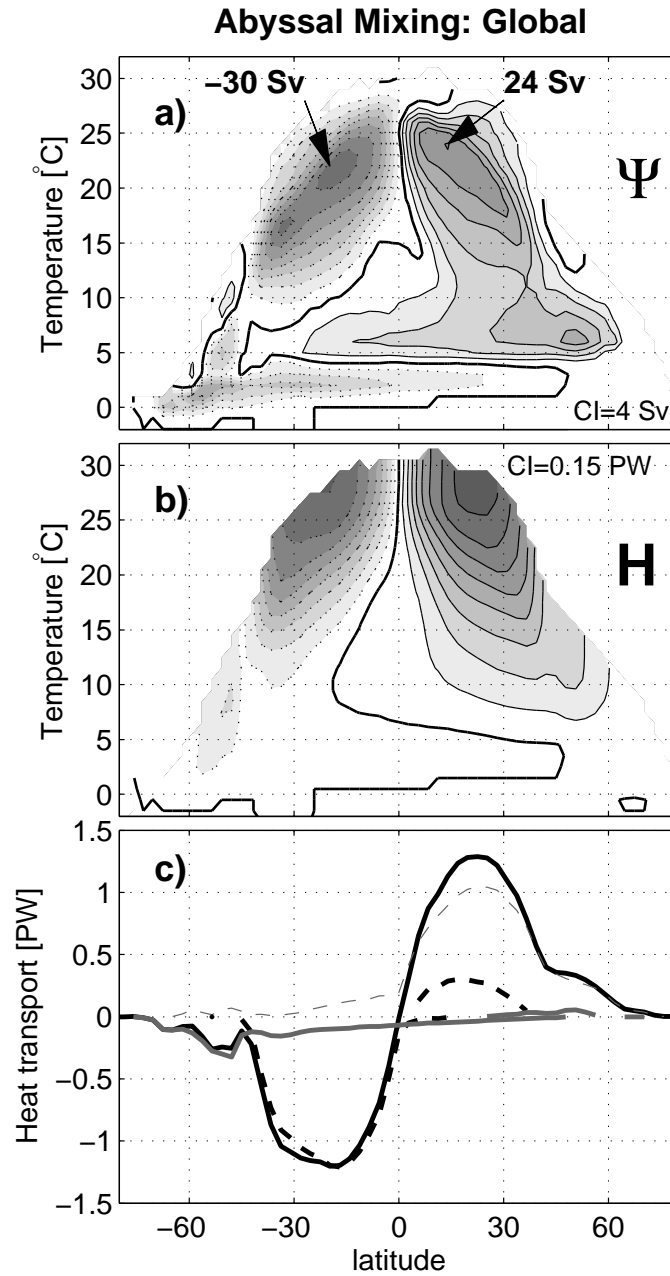 Abyssal Mixing: Global
−30 Sv 24 Sv
a)
Ψ
Temperature [°C]
30
25
20
15
10
5
0
CI=4 Sv
b)
CI=0.15 PW
H
Temperature [°C]
30
25
20
15
10
5
0
c)
Heat transport [PW]
1.5
1
0.5
0
−0.5
−1
−1.5
−60 −30 0 30 60
latitude